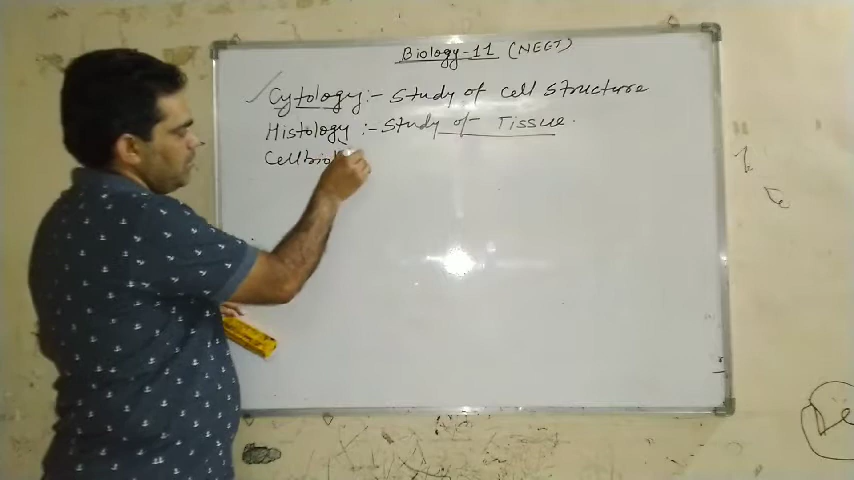 Biology-11 (NEET)
Cytology:- Study of Cell Structure
Histology:- Study of Tissue.
Cellbiol